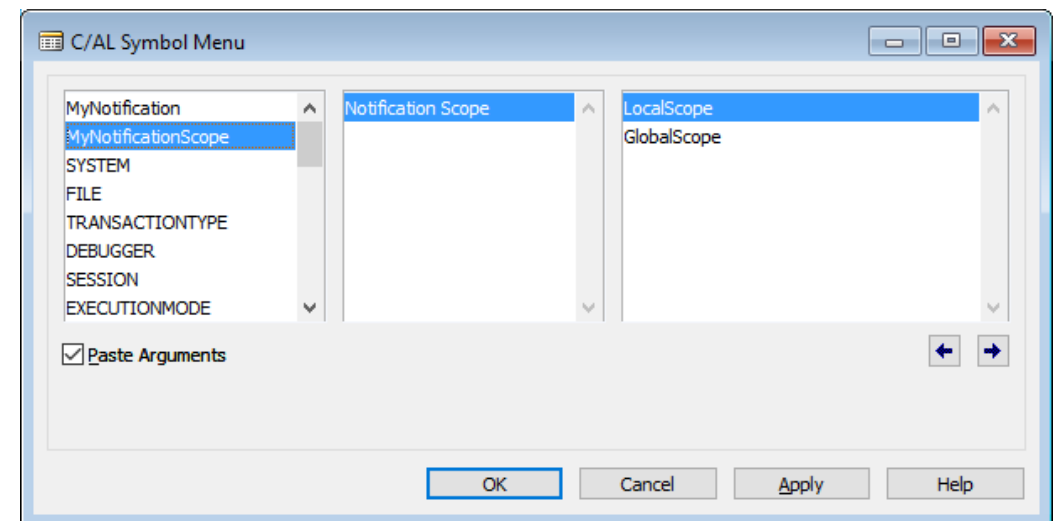 C/AL Symbol Menu
MyNotification
MyNotificationScope
SYSTEM
FILE
TRANSACTIONTYPE
DEBUGGER
SESSION
EXECUTIONMODE
Notification Scope
LocalScope
GlobalScope
Paste Arguments
OK
Cancel
Apply
Help